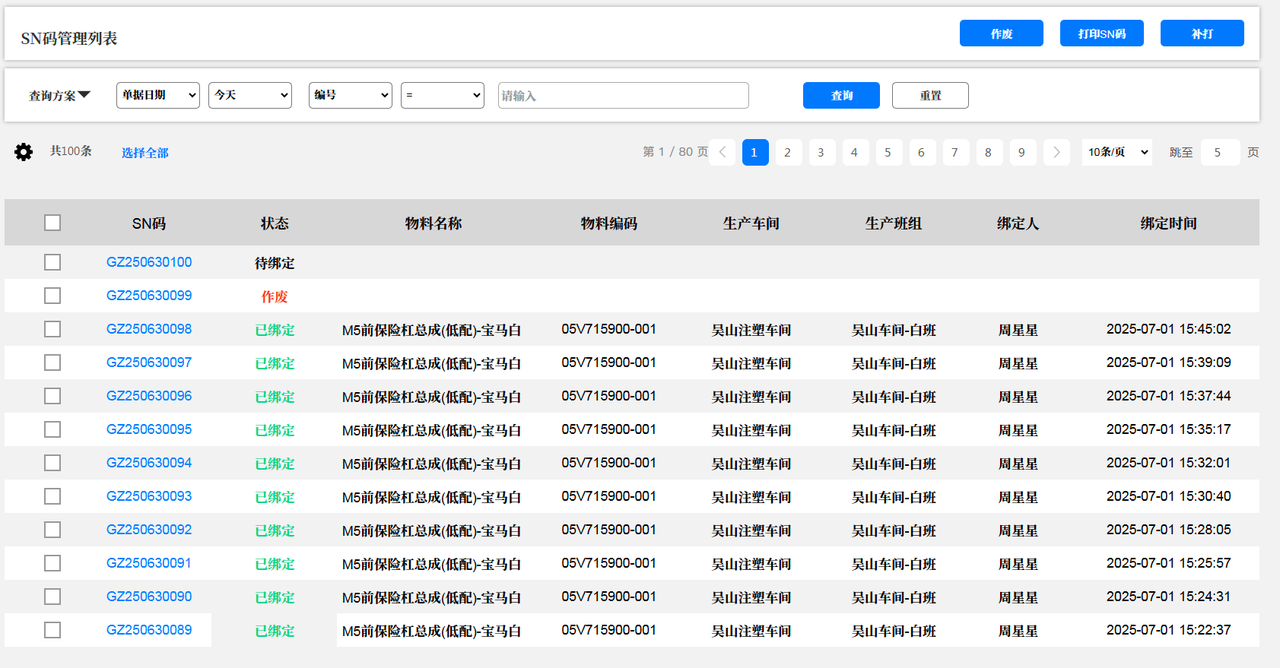 SN码管理列表 作废 打印SN码 补打
查询方案 单据日期 今天 编号 = 请输入 查询 重置
共100条 选择全部 第 1 / 80 页 1 2 3 4 5 6 7 8 9 10条/页 跳至 5 页
SN码 状态 物料名称 物料编码 生产车间 生产班组 绑定人 绑定时间
GZ250630100 待绑定
GZ250630099 作废
GZ250630098 已绑定 M5前保险杠总成(低配)-宝马白 05V715900-001 吴山注塑车间 吴山车间-白班 周星星 2025-07-01 15:45:02
GZ250630097 已绑定 M5前保险杠总成(低配)-宝马白 05V715900-001 吴山注塑车间 吴山车间-白班 周星星 2025-07-01 15:39:09
GZ250630096 已绑定 M5前保险杠总成(低配)-宝马白 05V715900-001 吴山注塑车间 吴山车间-白班 周星星 2025-07-01 15:37:44
GZ250630095 已绑定 M5前保险杠总成(低配)-宝马白 05V715900-001 吴山注塑车间 吴山车间-白班 周星星 2025-07-01 15:35:17
GZ250630094 已绑定 M5前保险杠总成(低配)-宝马白 05V715900-001 吴山注塑车间 吴山车间-白班 周星星 2025-07-01 15:32:01
GZ250630093 已绑定 M5前保险杠总成(低配)-宝马白 05V715900-001 吴山注塑车间 吴山车间-白班 周星星 2025-07-01 15:30:40
GZ250630092 已绑定 M5前保险杠总成(低配)-宝马白 05V715900-001 吴山注塑车间 吴山车间-白班 周星星 2025-07-01 15:28:05
GZ250630091 已绑定 M5前保险杠总成(低配)-宝马白 05V715900-001 吴山注塑车间 吴山车间-白班 周星星 2025-07-01 15:25:57
GZ250630090 已绑定 M5前保险杠总成(低配)-宝马白 05V715900-001 吴山注塑车间 吴山车间-白班 周星星 2025-07-01 15:24:31
GZ250630089 已绑定 M5前保险杠总成(低配)-宝马白 05V715900-001 吴山注塑车间 吴山车间-白班 周星星 2025-07-01 15:22:37